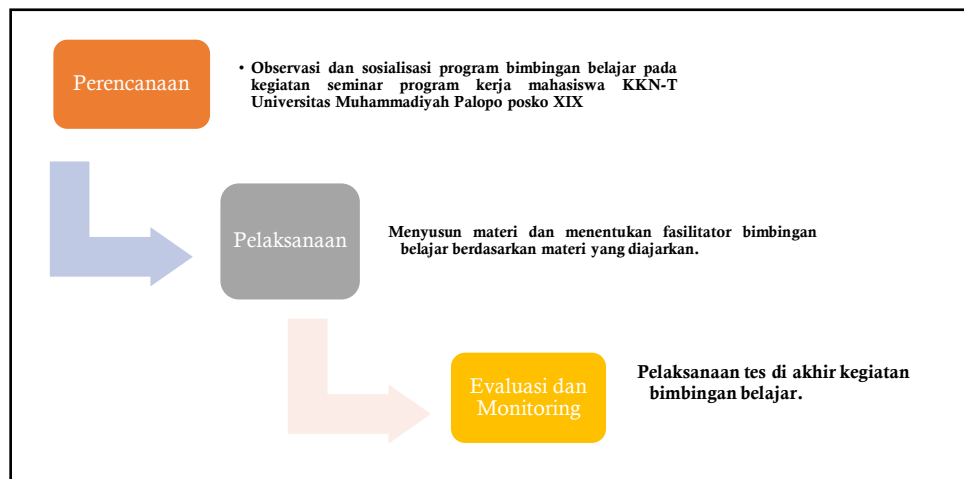 Perencanaan
• Observasi dan sosialisasi program bimbingan belajar pada
kegiatan seminar program kerja mahasiswa KKN-T
Universitas Muhammadiyah Palopo posko XIX
Pelaksanaan
Menyusun materi dan menentukan fasilitator bimbingan
belajar berdasarkan materi yang diajarkan.
Evaluasi dan
Monitoring
Pelaksanaan tes di akhir kegiatan
bimbingan belajar.